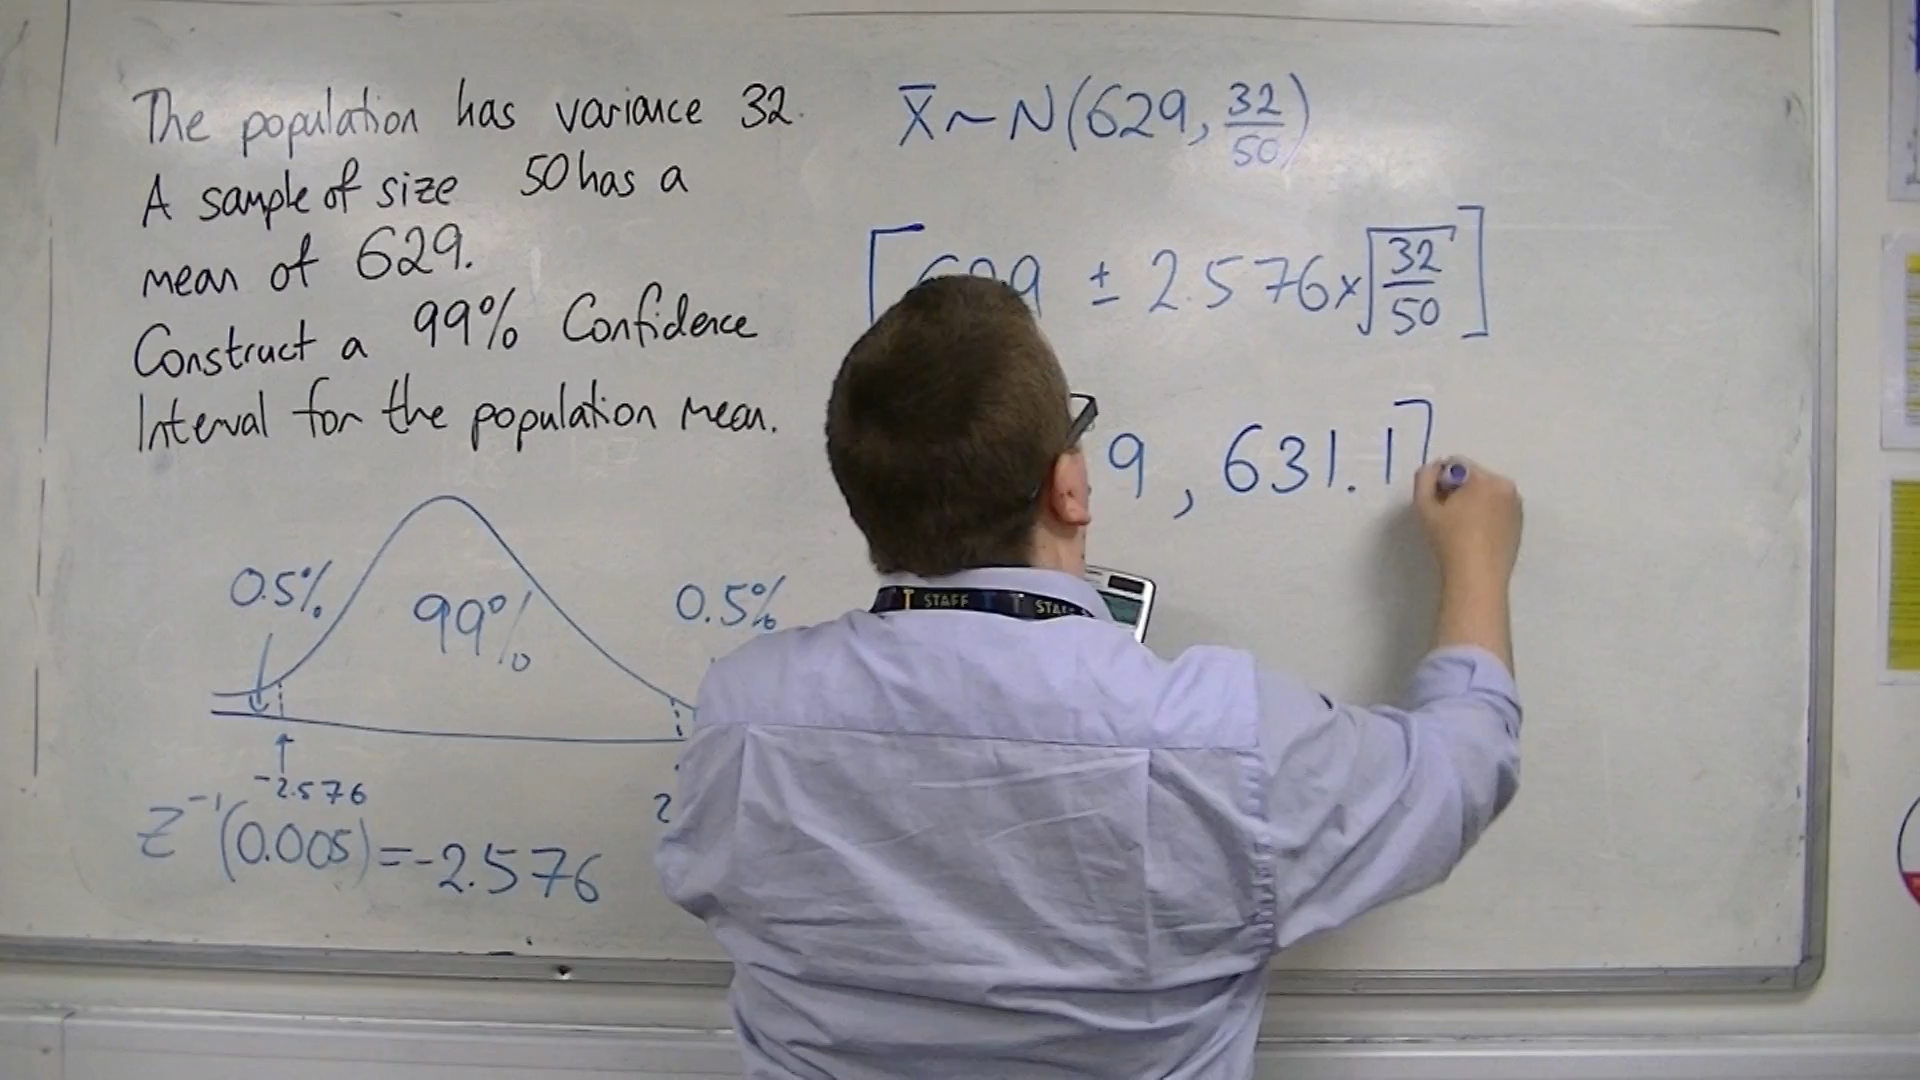 The population has variance 32.
A sample of size 50 has a
mean of 629.
Construct a 99% Confidence
Interval for the population mean.
X̄ ~ N(629, 32/50)
± 2.576 × √(32/50) ]
9 , 631.1]
0.5%
99%
0.5%
-2.576
2
Z⁻¹(0.005) = -2.576
STAFF